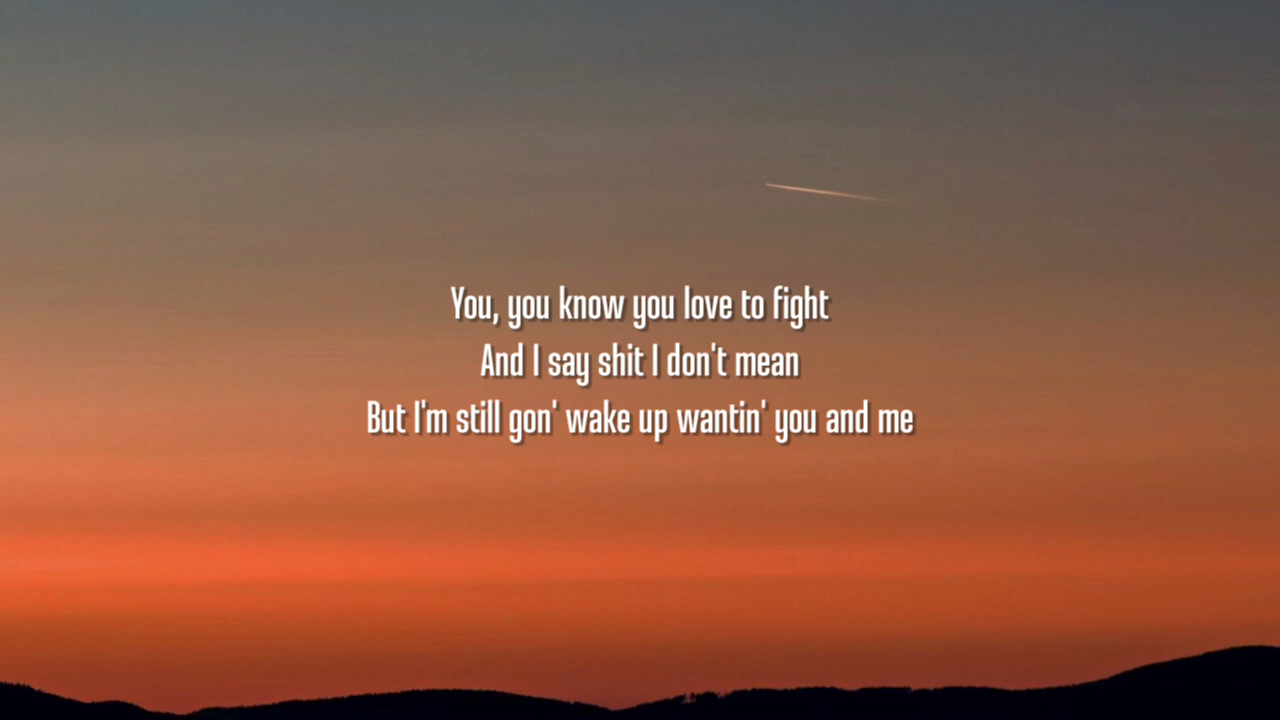 You, you know you love to fight
And I say shit I don't mean
But I'm still gon' wake up wantin' you and me